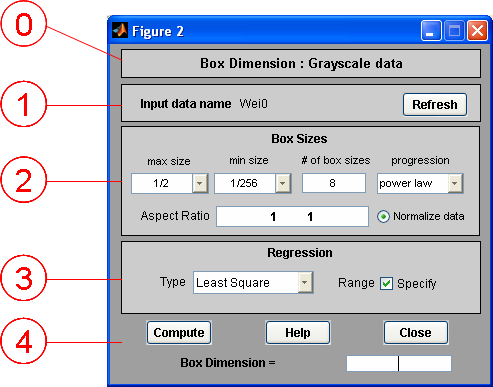 0
Figure 2
Box Dimension : Grayscale data
1
Input data name Wei0 Refresh
2
Box Sizes
max size min size # of box sizes progression
1/2 1/256 8 power law
Aspect Ratio 1 1 Normalize data
3
Regression
Type Least Square Range Specify
4
Compute Help Close
Box Dimension =